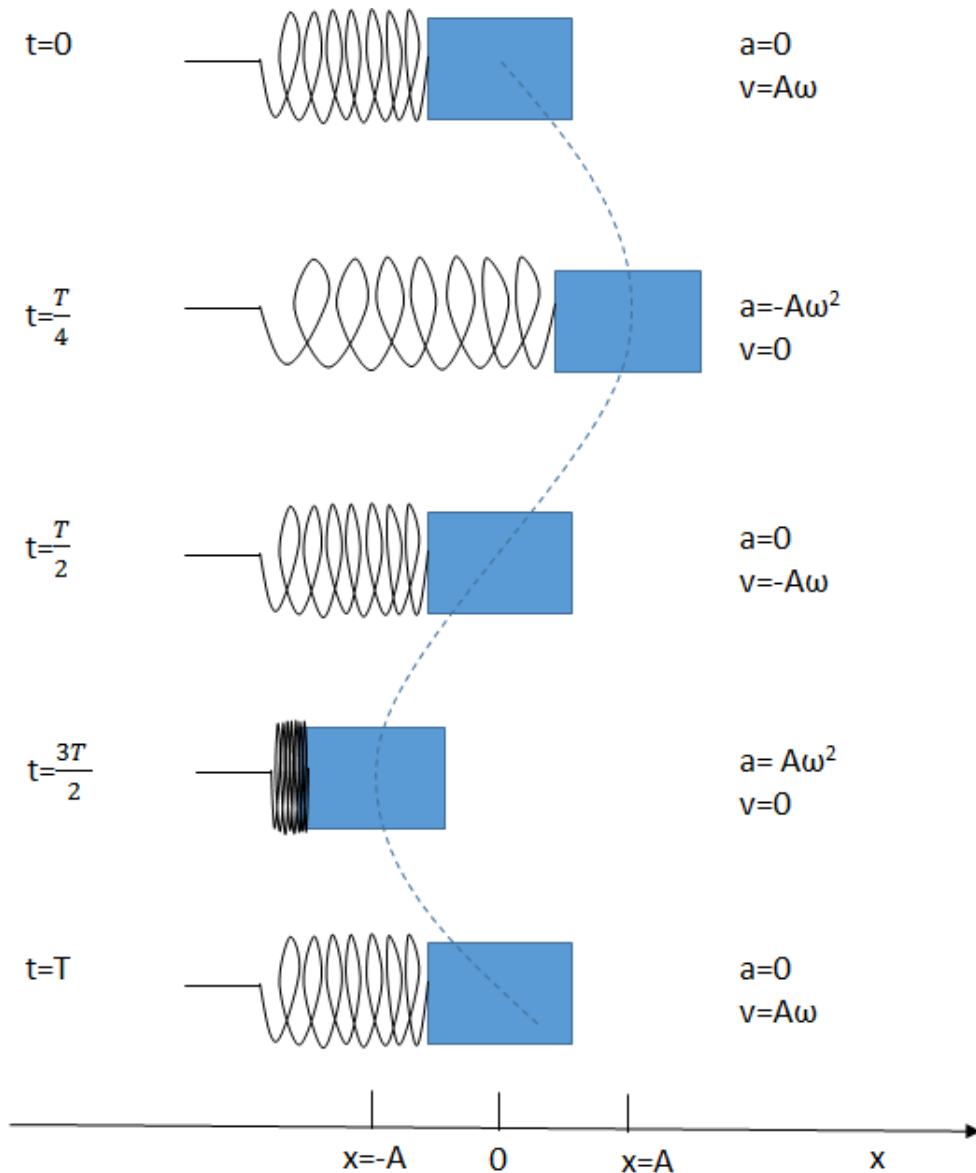 t=0
a=0
v=Aω
t=T/4
a=-Aω²
v=0
t=T/2
a=0
v=-Aω
t=3T/2
a= Aω²
v=0
t=T
a=0
v=Aω
x=-A 0 x=A x